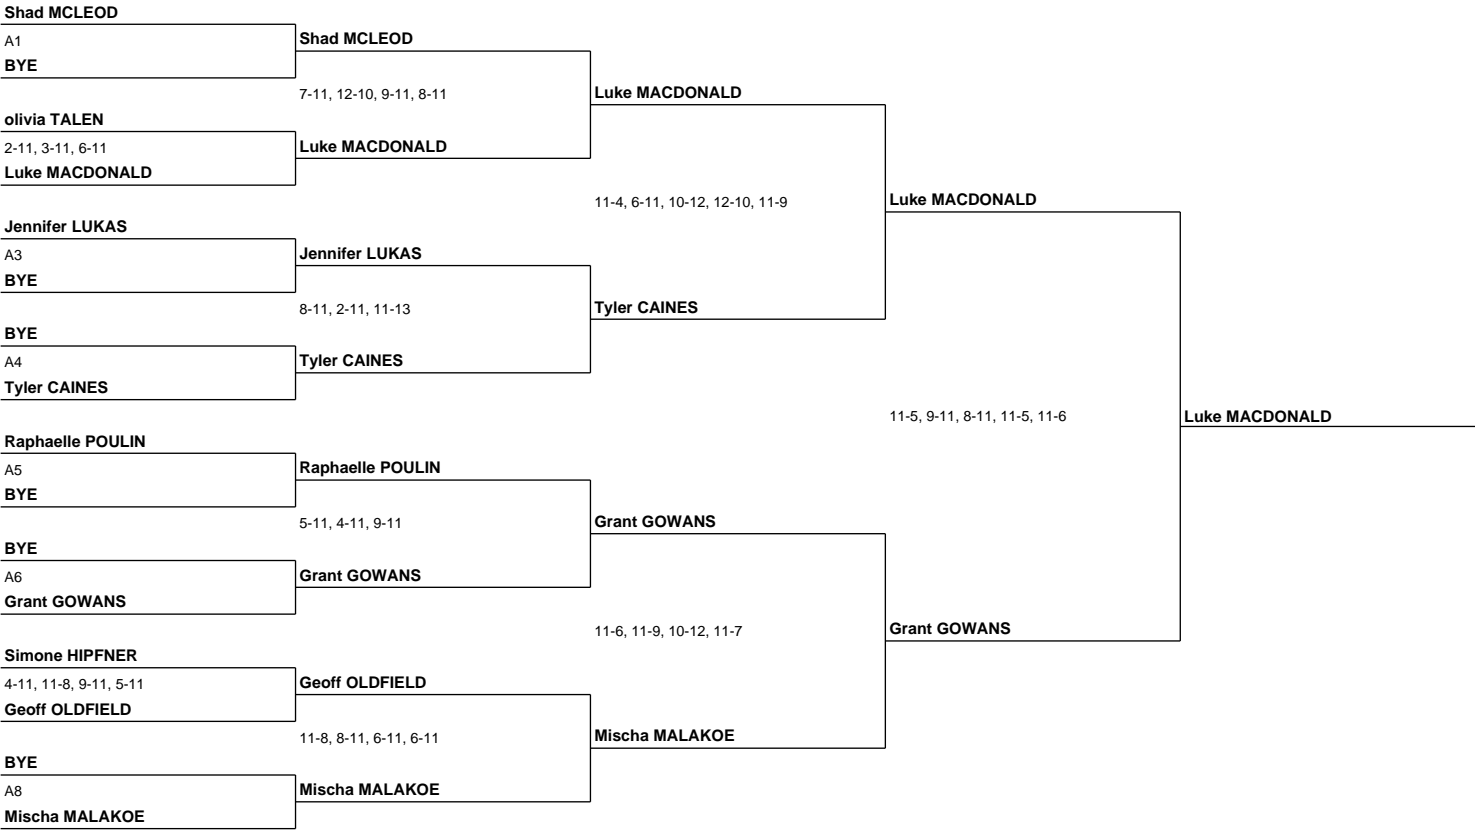 Shad MCLEOD
A1
BYE
olivia TALEN
2-11, 3-11, 6-11
Luke MACDONALD
Jennifer LUKAS
A3
BYE
BYE
A4
Tyler CAINES
Raphaelle POULIN
A5
BYE
BYE
A6
Grant GOWANS
Simone HIPFNER
4-11, 11-8, 9-11, 5-11
Geoff OLDFIELD
BYE
A8
Mischa MALAKOE
Shad MCLEOD
7-11, 12-10, 9-11, 8-11
Luke MACDONALD
Jennifer LUKAS
8-11, 2-11, 11-13
Tyler CAINES
Raphaelle POULIN
5-11, 4-11, 9-11
Grant GOWANS
Geoff OLDFIELD
11-8, 8-11, 6-11, 6-11
Mischa MALAKOE
Luke MACDONALD
11-4, 6-11, 10-12, 12-10, 11-9
Tyler CAINES
Grant GOWANS
11-6, 11-9, 10-12, 11-7
Mischa MALAKOE
Luke MACDONALD
11-5, 9-11, 8-11, 11-5, 11-6
Grant GOWANS
Luke MACDONALD